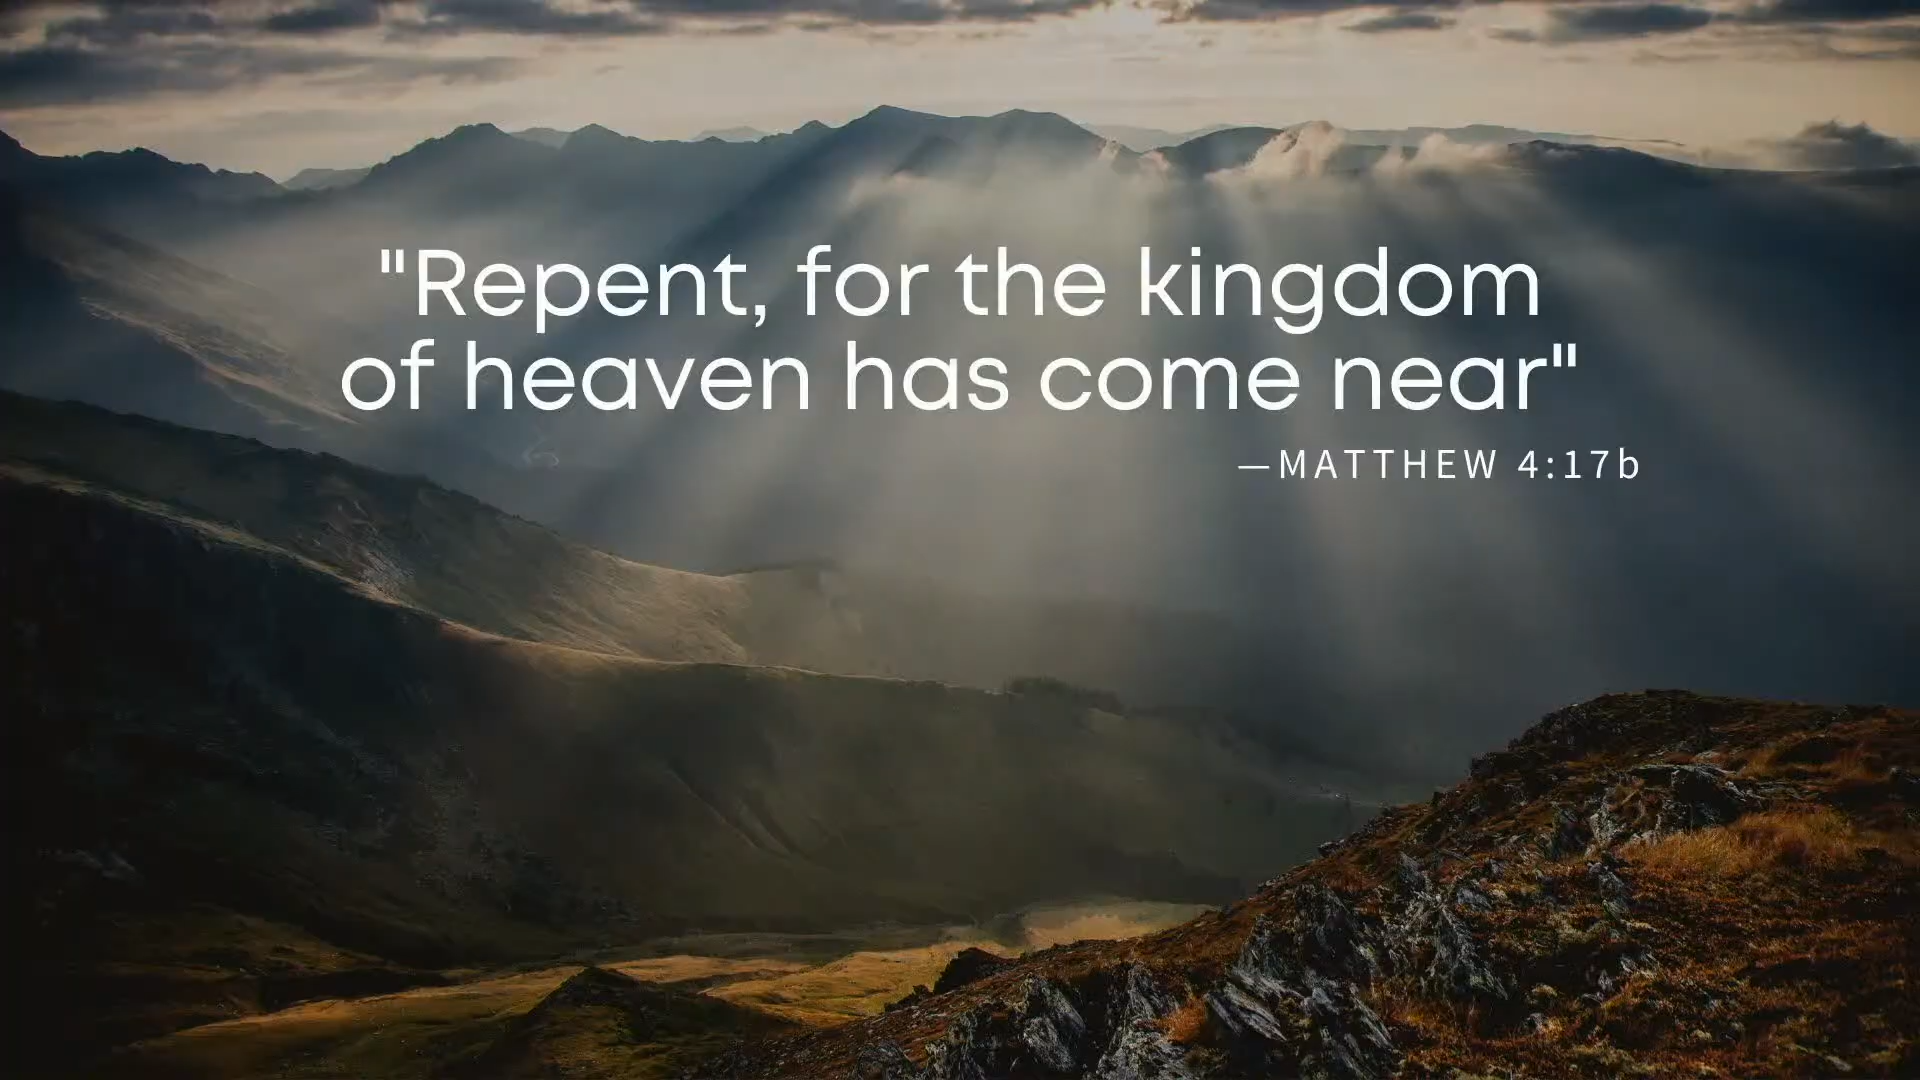 "Repent, for the kingdom
of heaven has come near"
—MATTHEW 4:17b